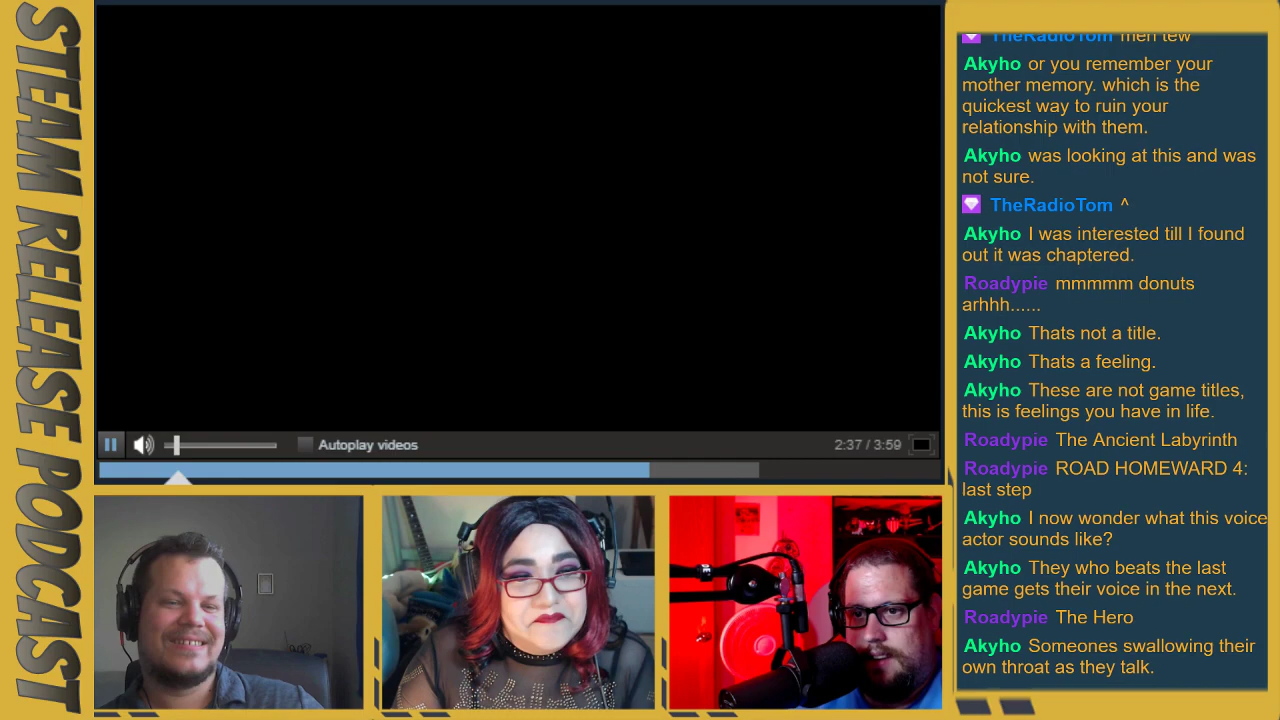 STEAM RELEASE PODCAST
Autoplay videos
2:37 / 3:59
TheRadioTom meh tew
Akyho or you remember your
mother memory. which is the
quickest way to ruin your
relationship with them.
Akyho was looking at this and was
not sure.
TheRadioTom ^
Akyho I was interested till I found
out it was chaptered.
Roadypie mmmmm donuts
arhhh......
Akyho Thats not a title.
Akyho Thats a feeling.
Akyho These are not game titles,
this is feelings you have in life.
Roadypie The Ancient Labyrinth
Roadypie ROAD HOMEWARD 4:
last step
Akyho I now wonder what this voice
actor sounds like?
Akyho They who beats the last
game gets their voice in the next.
Roadypie The Hero
Akyho Someones swallowing their
own throat as they talk.